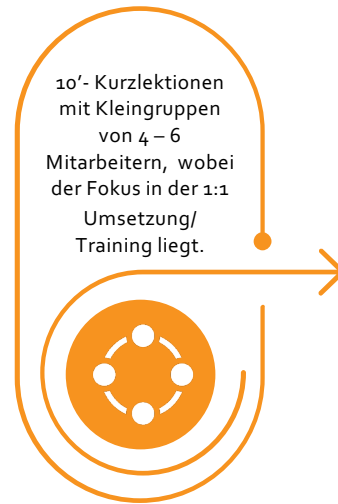 10’- Kurzlektionen
mit Kleingruppen
von 4 – 6
Mitarbeitern, wobei
der Fokus in der 1:1
Umsetzung/
Training liegt.